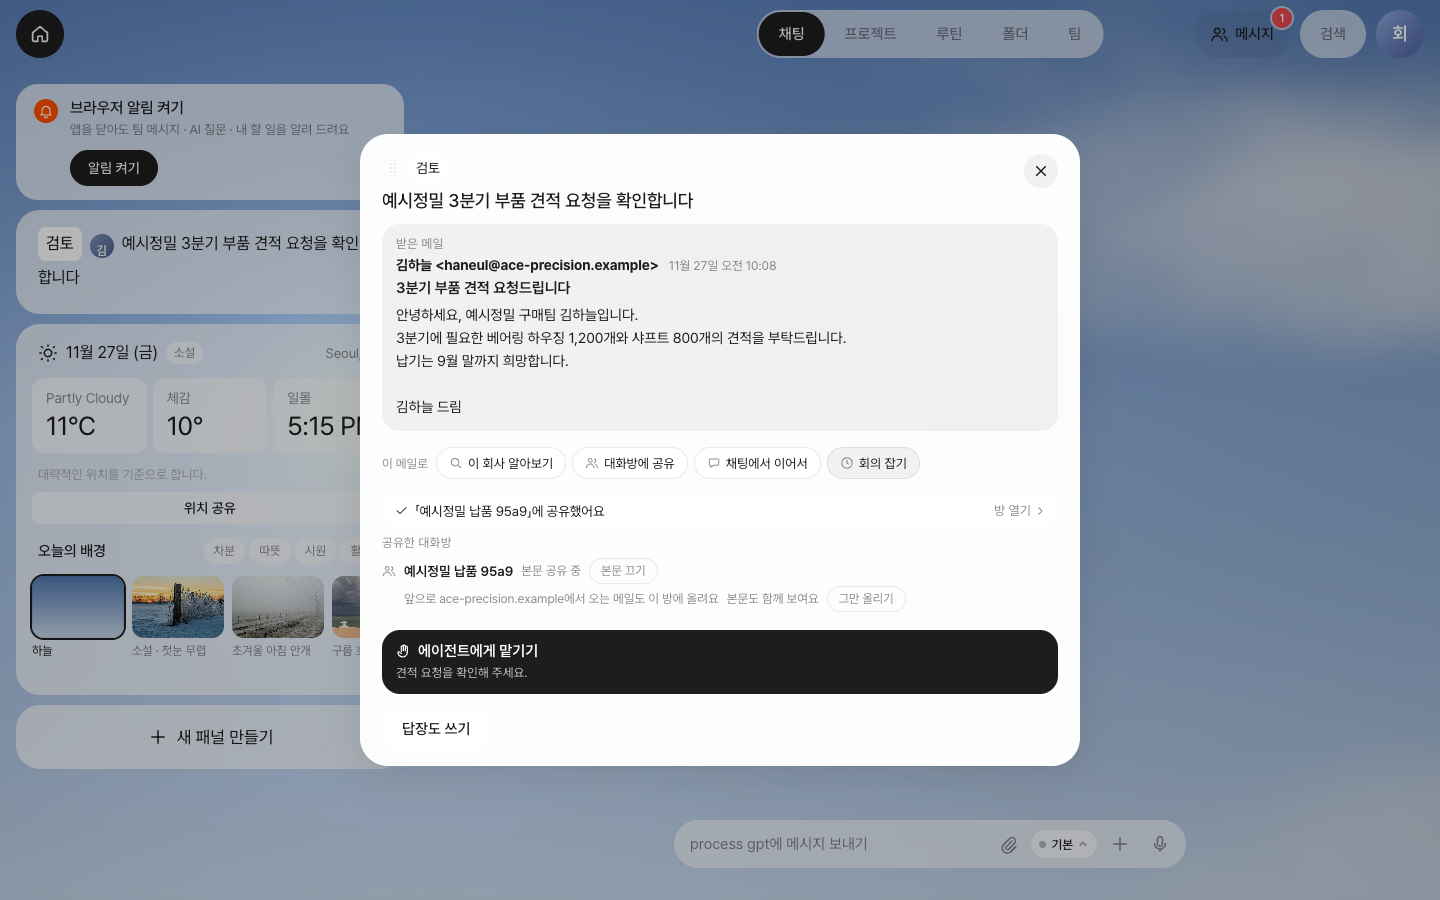 채팅
프로젝트
루틴
폴더
팀
메시지
1
검색
회
브라우저 알림 켜기
앱을 닫아도 팀 메시지 · AI 질문 · 내 할 일을 알려 드려요
알림 켜기
검토 김 예시정밀 3분기 부품 견적 요청을 확인
합니다
11월 27일 (금) 소설 Seoul,
Partly Cloudy
11°C
체감
10°
일몰
5:15 PM
대략적인 위치를 기준으로 합니다.
위치 공유
오늘의 배경
차분
따뜻
시원
하늘
소설 · 첫눈 무렵
초겨울 아침 안개
구름
새 패널 만들기
검토
예시정밀 3분기 부품 견적 요청을 확인합니다
받은 메일
김하늘 <haneul@ace-precision.example> 11월 27일 오전 10:08
3분기 부품 견적 요청드립니다
안녕하세요, 예시정밀 구매팀 김하늘입니다.
3분기에 필요한 베어링 하우징 1,200개와 샤프트 800개의 견적을 부탁드립니다.
납기는 9월 말까지 희망합니다.
김하늘 드림
이 메일로
이 회사 알아보기
대화방에 공유
채팅에서 이어서
회의 잡기
「예시정밀 납품 95a9」에 공유했어요
방 열기
공유한 대화방
예시정밀 납품 95a9 본문 공유 중 본문 끄기
앞으로 ace-precision.example에서 오는 메일도 이 방에 올려요 본문도 함께 보여요 그만 올리기
에이전트에게 맡기기
견적 요청을 확인해 주세요.
답장도 쓰기
process gpt에 메시지 보내기
기본